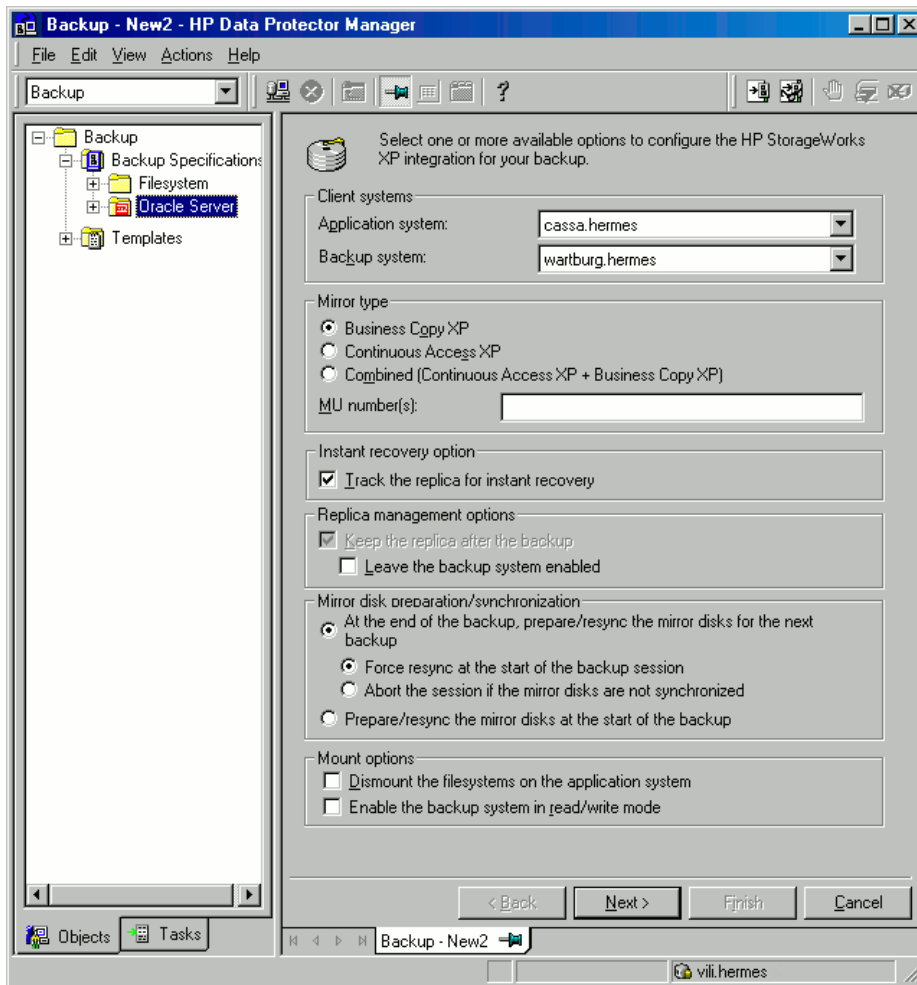 Backup - New2 - HP Data Protector Manager
File Edit View Actions Help
Backup
?
Backup
Backup Specifications
Filesystem
Oracle Server
Templates
Select one or more available options to configure the HP StorageWorks
XP integration for your backup.
Client systems
Application system:
cassa.hermes
Backup system:
wartburg.hermes
Mirror type
Business Copy XP
Continuous Access XP
Combined (Continuous Access XP + Business Copy XP)
MU number(s):
Instant recovery option
Track the replica for instant recovery
Replica management options
Keep the replica after the backup
Leave the backup system enabled
Mirror disk preparation/synchronization
At the end of the backup, prepare/resync the mirror disks for the next
backup
Force resync at the start of the backup session
Abort the session if the mirror disks are not synchronized
Prepare/resync the mirror disks at the start of the backup
Mount options
Dismount the filesystems on the application system
Enable the backup system in read/write mode
< Back Next > Finish Cancel
Objects Tasks
Backup - New2
vili.hermes